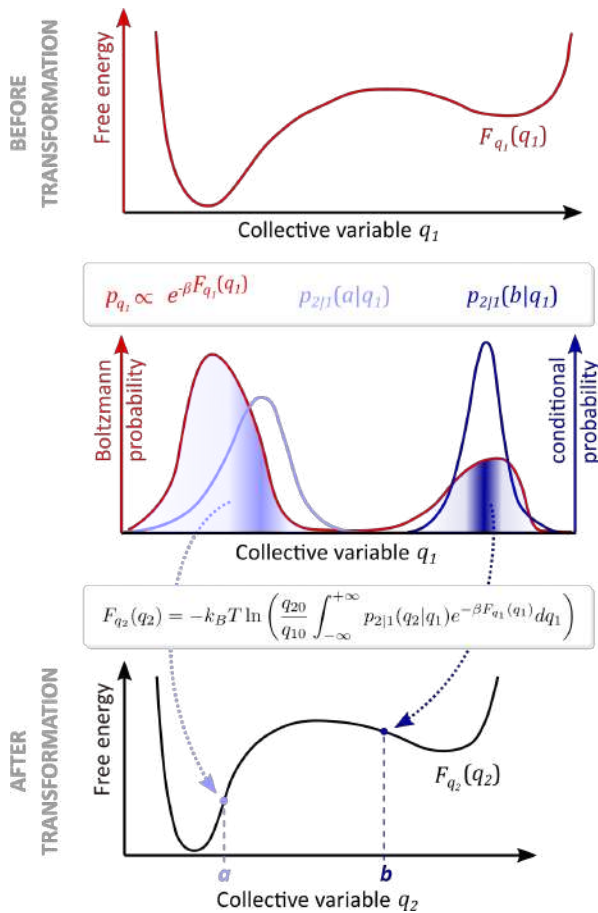 BEFORE
TRANSFORMATION
Free energy
F_{q_1}(q_1)
Collective variable q_1
p_{q_1} ∝ e^{-βF_{q_1}(q_1)}
p_{2|1}(a|q_1)
p_{2|1}(b|q_1)
Boltzmann
probability
conditional
probability
Collective variable q_1
F_{q_2}(q_2) = -k_B T ln ( \frac{q_{20}}{q_{10}} ∫_{-∞}^{+∞} p_{2|1}(q_2|q_1)e^{-βF_{q_1}(q_1)}dq_1 )
AFTER
TRANSFORMATION
Free energy
F_{q_2}(q_2)
a
b
Collective variable q_2